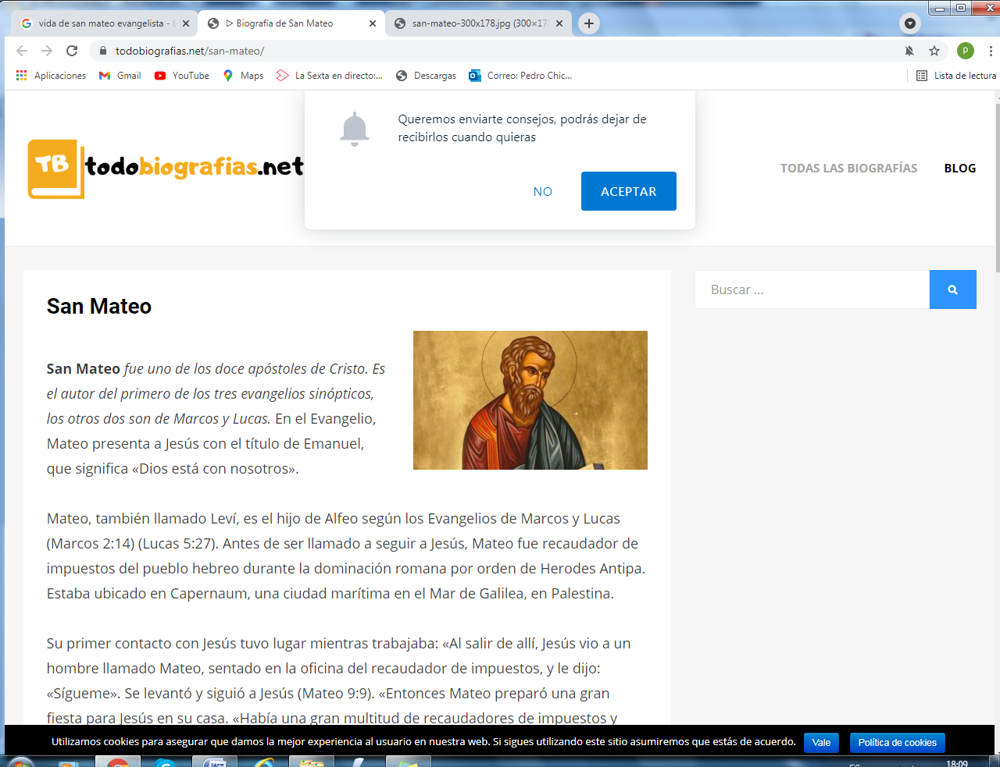 vida de san mateo evangelista -
▷ Biografía de San Mateo
san-mateo-300x178.jpg (300×17
todobiografias.net/san-mateo/
P
Aplicaciones
Gmail
YouTube
Maps
La Sexta en directo:...
Descargas
Correo: Pedro Chic...
Lista de lectura
Queremos enviarte consejos, podrás dejar de
recibirlos cuando quieras
NO
ACEPTAR
TB
todobiografias.net
TODAS LAS BIOGRAFÍAS
BLOG
San Mateo
Buscar ...
San Mateo fue uno de los doce apóstoles de Cristo. Es
el autor del primero de los tres evangelios sinópticos,
los otros dos son de Marcos y Lucas. En el Evangelio,
Mateo presenta a Jesús con el título de Emanuel,
que significa «Dios está con nosotros».
Mateo, también llamado Leví, es el hijo de Alfeo según los Evangelios de Marcos y Lucas
(Marcos 2:14) (Lucas 5:27). Antes de ser llamado a seguir a Jesús, Mateo fue recaudador de
impuestos del pueblo hebreo durante la dominación romana por orden de Herodes Antipa.
Estaba ubicado en Capernaum, una ciudad marítima en el Mar de Galilea, en Palestina.
Su primer contacto con Jesús tuvo lugar mientras trabajaba: «Al salir de allí, Jesús vio a un
hombre llamado Mateo, sentado en la oficina del recaudador de impuestos, y le dijo:
«Sígueme». Se levantó y siguió a Jesús (Mateo 9:9). «Entonces Mateo preparó una gran
fiesta para Jesús en su casa. «Había una gran multitud de recaudadores de impuestos y
Utilizamos cookies para asegurar que damos la mejor experiencia al usuario en nuestra web. Si sigues utilizando este sitio asumiremos que estás de acuerdo.
Vale
Política de cookies
18:09